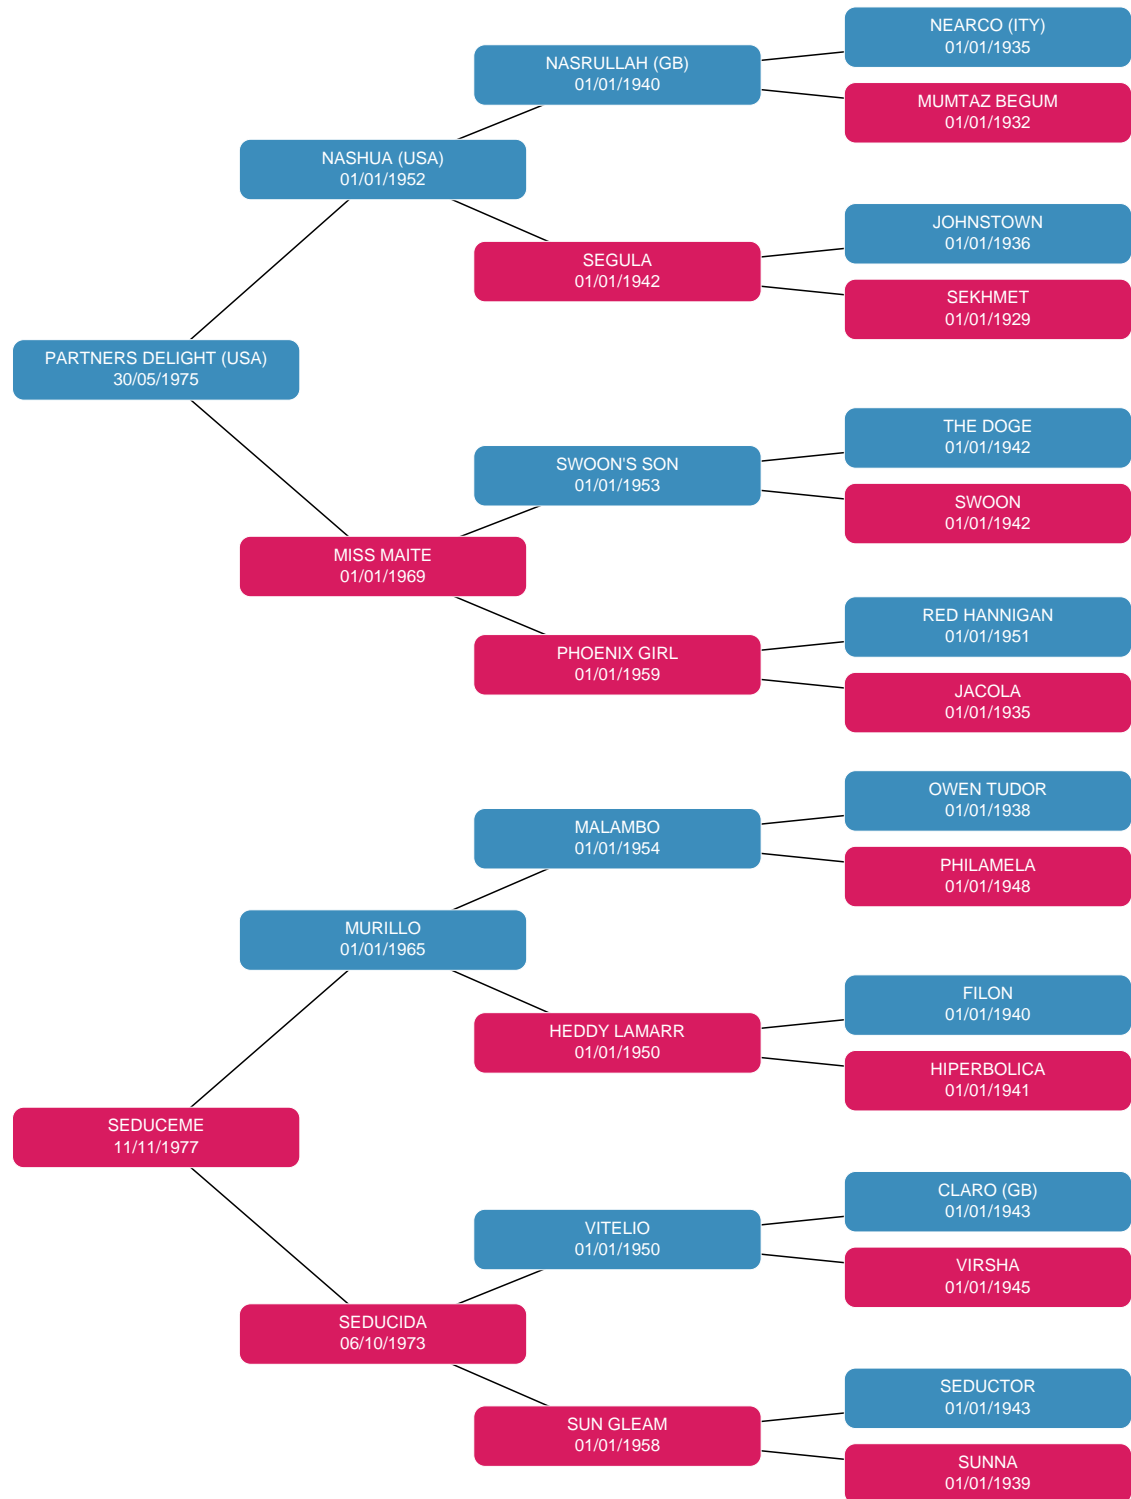 NEARCO (ITY)
01/01/1935
NASRULLAH (GB)
01/01/1940
MUMTAZ BEGUM
01/01/1932
NASHUA (USA)
01/01/1952
JOHNSTOWN
01/01/1936
SEGULA
01/01/1942
SEKHMET
01/01/1929
PARTNERS DELIGHT (USA)
30/05/1975
THE DOGE
01/01/1942
SWOON'S SON
01/01/1953
SWOON
01/01/1942
MISS MAITE
01/01/1969
RED HANNIGAN
01/01/1951
PHOENIX GIRL
01/01/1959
JACOLA
01/01/1935
OWEN TUDOR
01/01/1938
MALAMBO
01/01/1954
PHILAMELA
01/01/1948
MURILLO
01/01/1965
FILON
01/01/1940
HEDDY LAMARR
01/01/1950
HIPERBOLICA
01/01/1941
SEDUCEME
11/11/1977
CLARO (GB)
01/01/1943
VITELIO
01/01/1950
VIRSHA
01/01/1945
SEDUCIDA
06/10/1973
SEDUCTOR
01/01/1943
SUN GLEAM
01/01/1958
SUNNA
01/01/1939